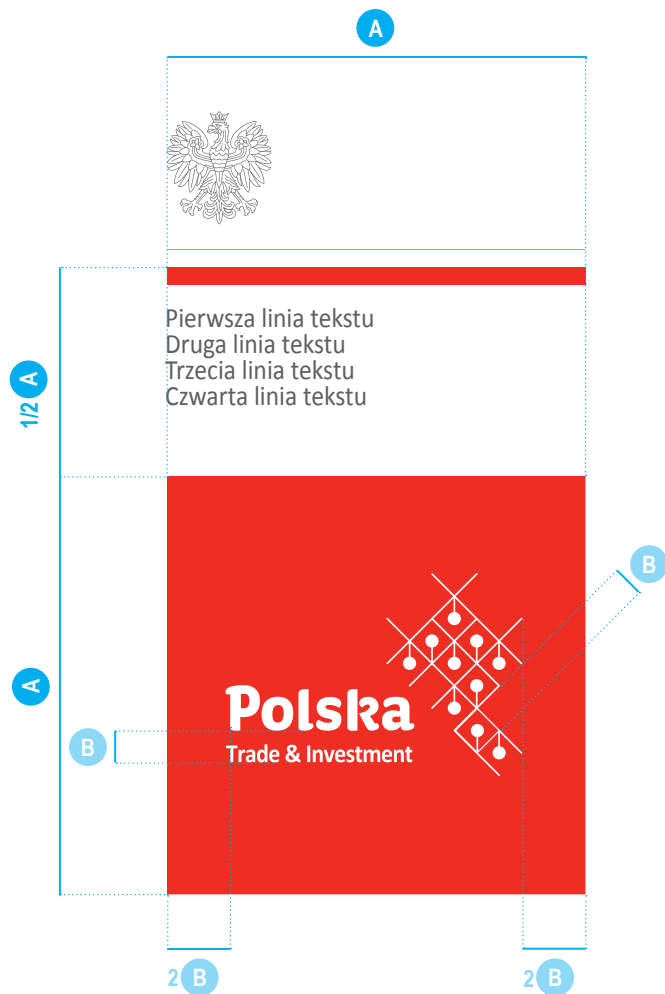 A
Pierwsza linia tekstu
Druga linia tekstu
Trzecia linia tekstu
Czwarta linia tekstu
1/2 A
B
A
Polska
B
Trade & Investment
2 B
2 B